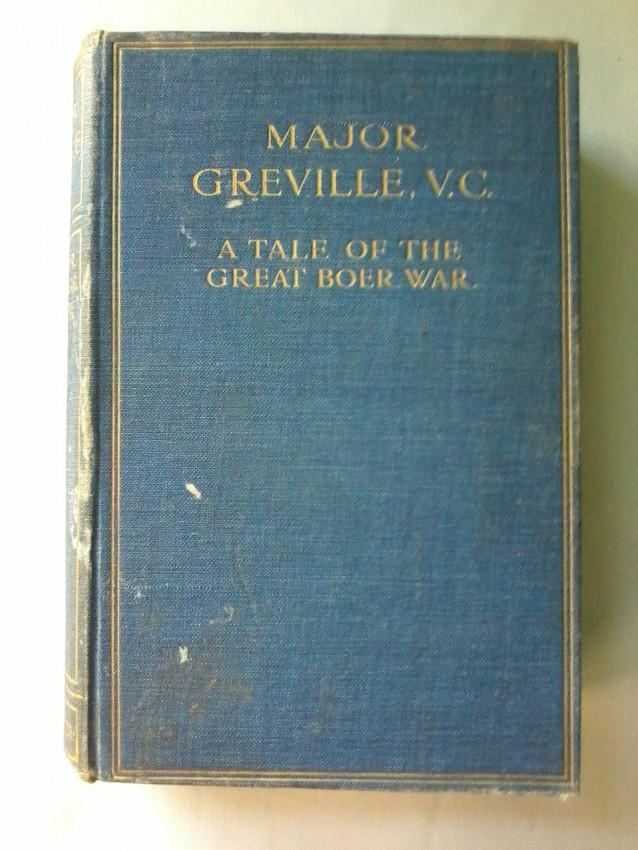 MAJOR
GREVILLE, V.C.
A TALE OF THE
GREAT BOER WAR